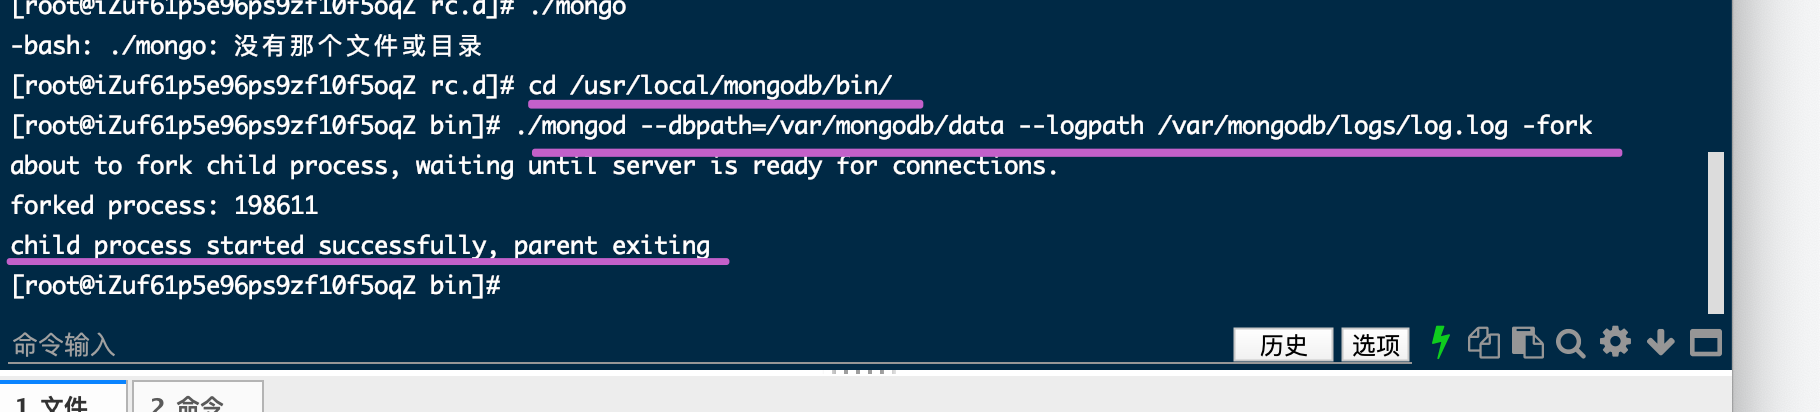 [root@iZuf61p5e96ps9zf10f5oqZ rc.d]# ./mongo
-bash: ./mongo: 没有那个文件或目录
[root@iZuf61p5e96ps9zf10f5oqZ rc.d]# cd /usr/local/mongodb/bin/
[root@iZuf61p5e96ps9zf10f5oqZ bin]# ./mongod --dbpath=/var/mongodb/data --logpath /var/mongodb/logs/log.log -fork
about to fork child process, waiting until server is ready for connections.
forked process: 198611
child process started successfully, parent exiting
[root@iZuf61p5e96ps9zf10f5oqZ bin]#
命令输入 历史 选项
1 文件 2 命令